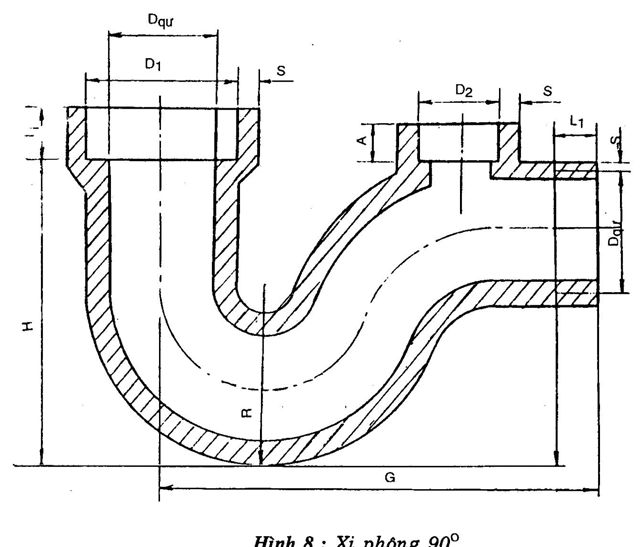 Dqư
D1
S
D2
S
L1
A
S
Dqư
H
R
G
Hình 8 : Xi phông 90°